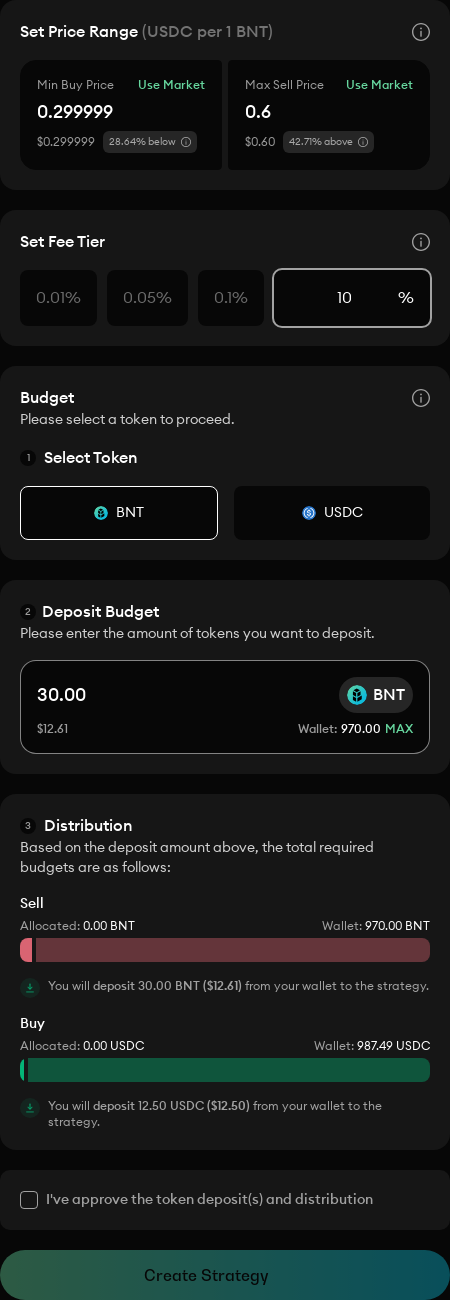 Set Price Range (USDC per 1 BNT)
Min Buy Price Use Market
0.299999
$0.299999 28.64% below
Max Sell Price Use Market
0.6
$0.60 42.71% above
Set Fee Tier
0.01% 0.05% 0.1% 10 %
Budget
Please select a token to proceed.
1 Select Token
BNT USDC
2 Deposit Budget
Please enter the amount of tokens you want to deposit.
30.00 BNT
$12.61 Wallet: 970.00 MAX
3 Distribution
Based on the deposit amount above, the total required
budgets are as follows:
Sell
Allocated: 0.00 BNT Wallet: 970.00 BNT
You will deposit 30.00 BNT ($12.61) from your wallet to the strategy.
Buy
Allocated: 0.00 USDC Wallet: 987.49 USDC
You will deposit 12.50 USDC ($12.50) from your wallet to the
strategy.
I've approve the token deposit(s) and distribution
Create Strategy